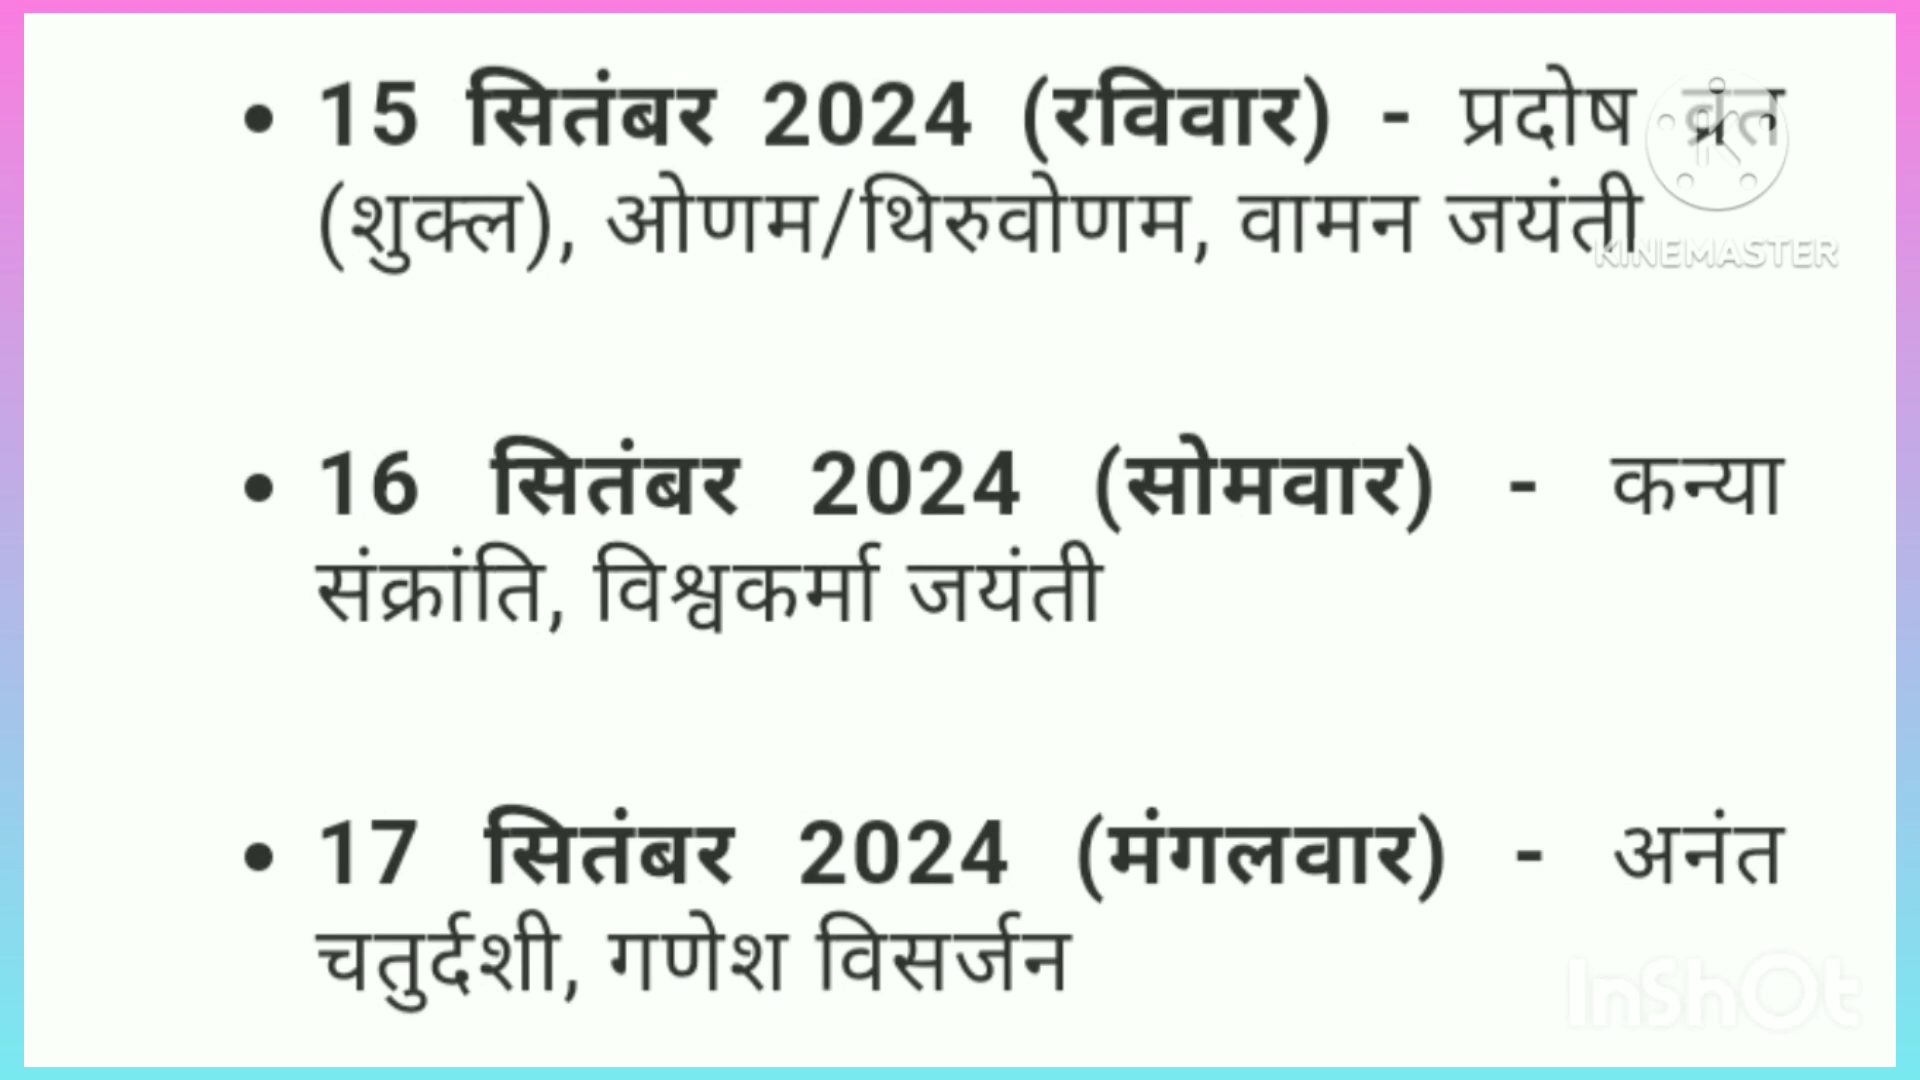 • 15 सितंबर 2024 (रविवार) - प्रदोष व्रत
(शुक्ल), ओणम/थिरुवोणम, वामन जयंती
KINEMASTER
• 16 सितंबर 2024 (सोमवार) - कन्या
संक्रांति, विश्वकर्मा जयंती
• 17 सितंबर 2024 (मंगलवार) - अनंत
चतुर्दशी, गणेश विसर्जन
InShOt